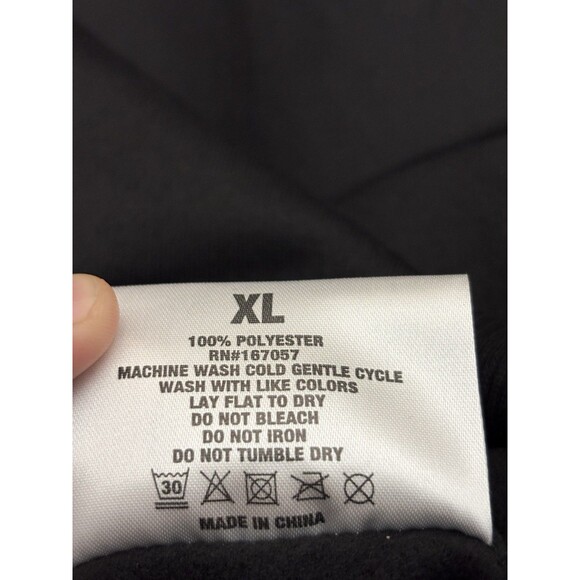 XL
100% POLYESTER
RN#167057
MACHINE WASH COLD GENTLE CYCLE
WASH WITH LIKE COLORS
LAY FLAT TO DRY
DO NOT BLEACH
DO NOT IRON
DO NOT TUMBLE DRY
30
MADE IN CHINA